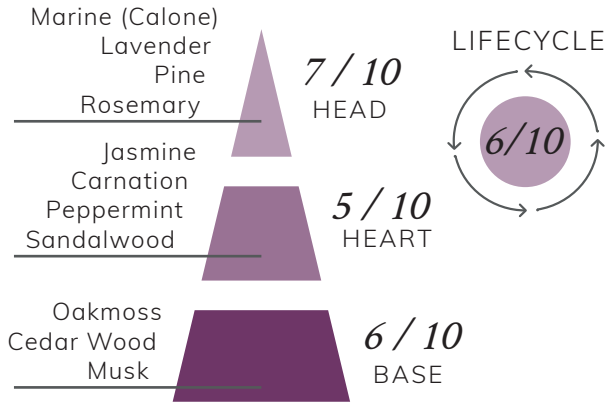 Marine (Calone)
Lavender
Pine
Rosemary
7 / 10
HEAD
LIFECYCLE
6/10
Jasmine
Carnation
Peppermint
Sandalwood
5 / 10
HEART
Oakmoss
Cedar Wood
Musk
6 / 10
BASE